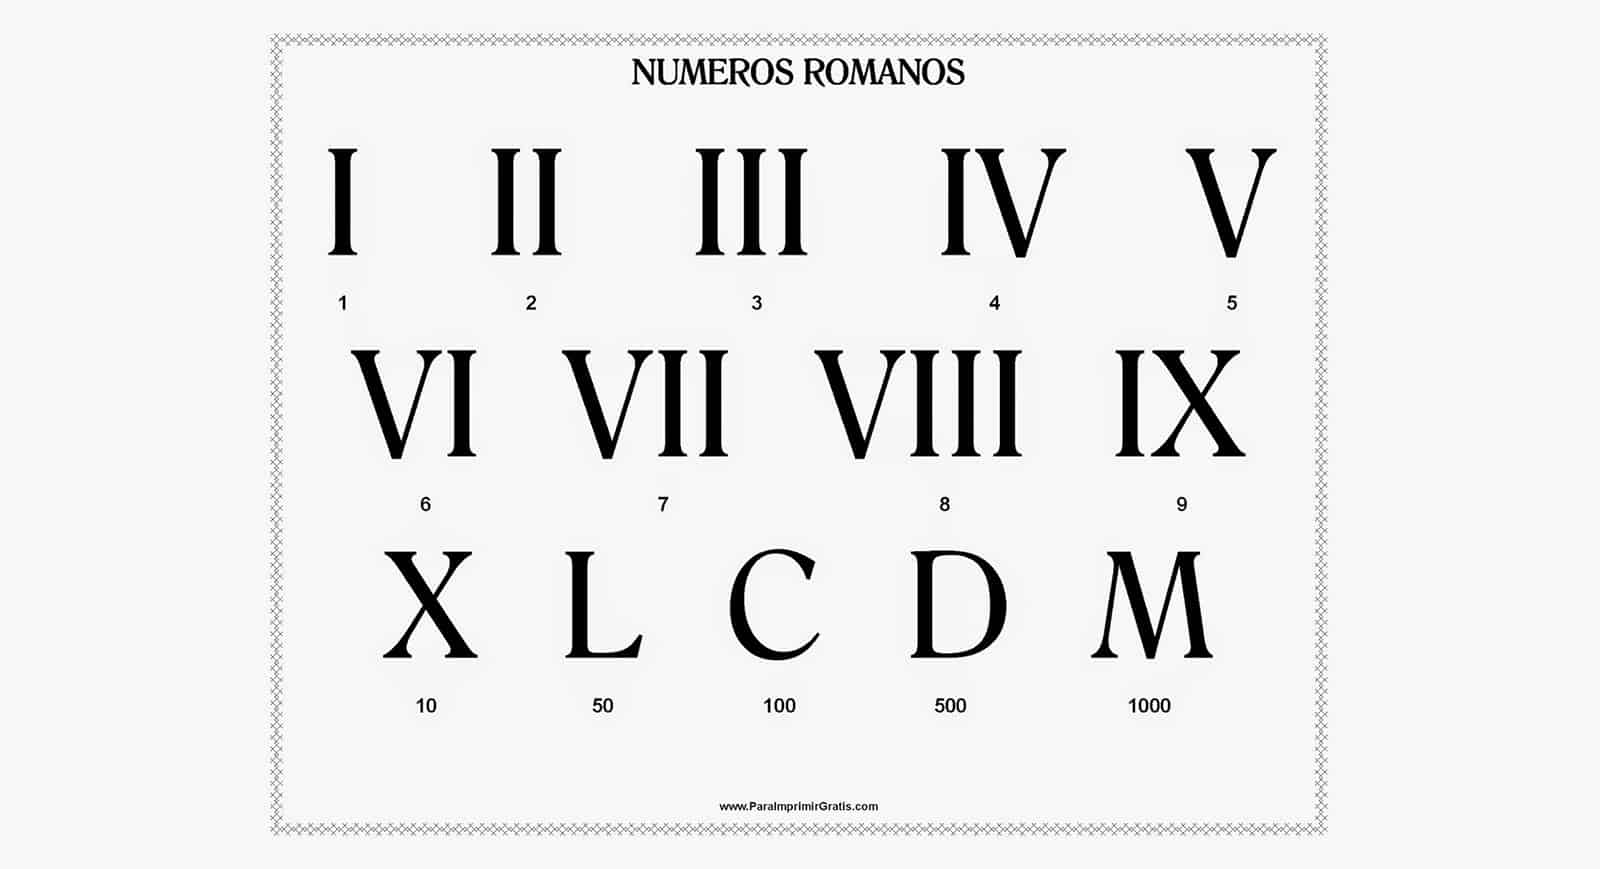 NUMEROS ROMANOS
I II III IV V
1 2 3 4 5
VI VII VIII IX
6 7 8 9
X L C D M
10 50 100 500 1000
www.ParaImprimirGratis.com